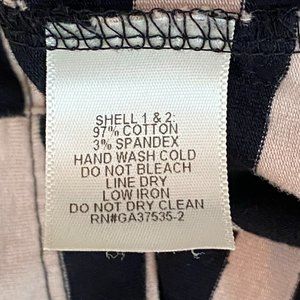 SHELL 1 & 2:
97% COTTON
3% SPANDEX
HAND WASH COLD
DO NOT BLEACH
LINE DRY
LOW IRON
DO NOT DRY CLEAN
RN#GA37535-2